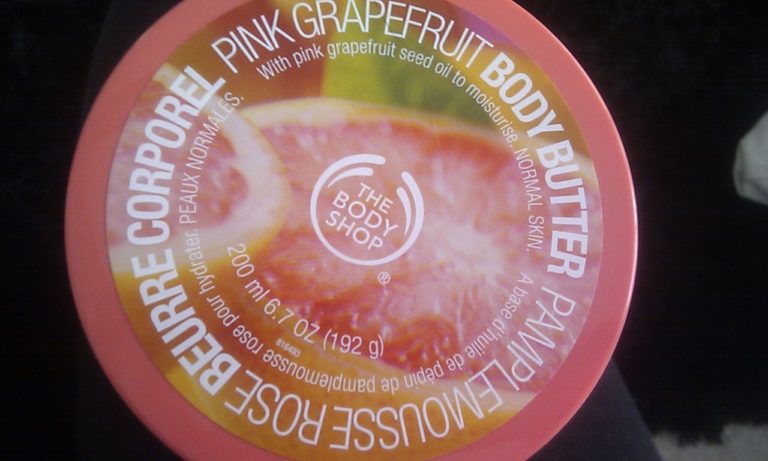 PINK GRAPEFRUIT BODY BUTTER
With pink grapefruit seed oil to moisturise. NORMAL SKIN.
PAMPLEMOUSSE ROSE BEURRE CORPOREL
A base d'huile de pépin de pamplemousse rose pour hydrater. PEAUX NORMALES.
THE
BODY
SHOP
®
200 ml 6.7 OZ (192 g)
816493